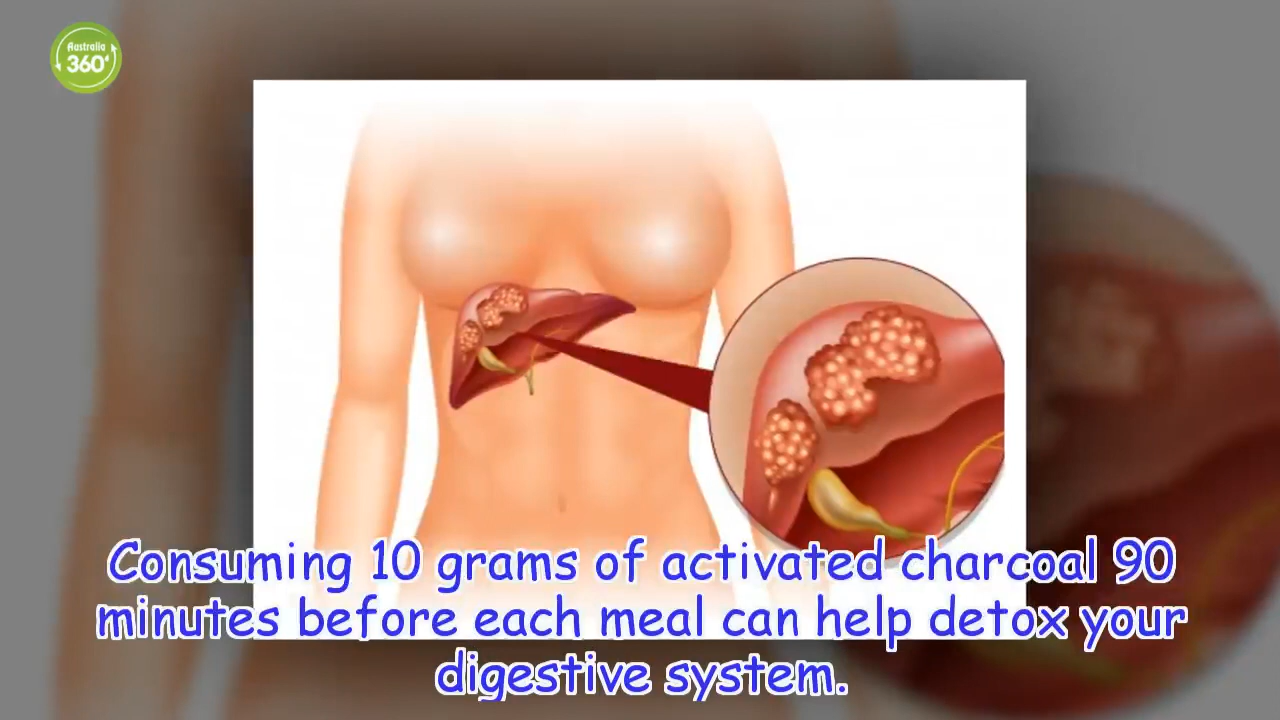 Australia
360°
Consuming 10 grams of activated charcoal 90
minutes before each meal can help detox your
digestive system.